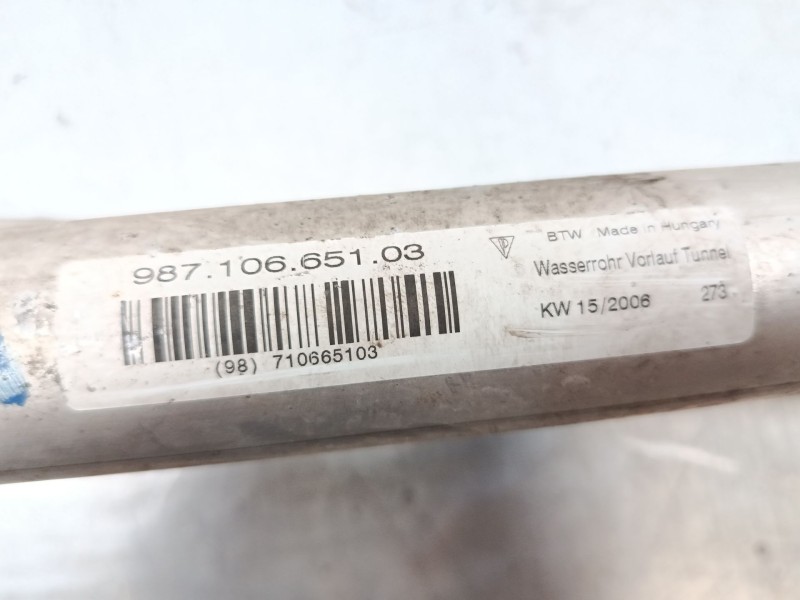 987.106.651.03
(98) 710665103
BTW Made in Hungary
Wasserrohr Vorlauf Tunnel
KW 15/2006 273